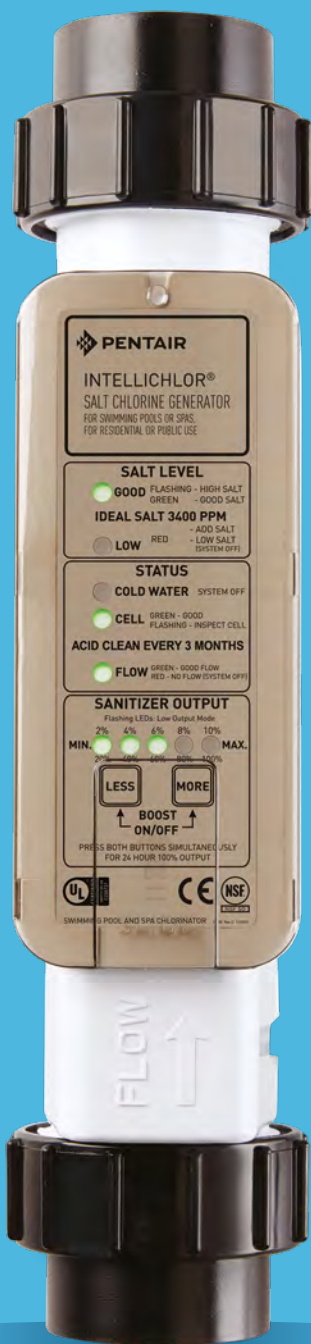 PENTAIR
INTELLICHLOR®
SALT CHLORINE GENERATOR
FOR SWIMMING POOLS OR SPAS,
FOR RESIDENTIAL OR PUBLIC USE
SALT LEVEL
GOOD FLASHING - HIGH SALT
GREEN - GOOD SALT
IDEAL SALT 3400 PPM
LOW RED - ADD SALT
- LOW SALT
(SYSTEM OFF)
STATUS
COLD WATER SYSTEM OFF
CELL GREEN - GOOD
FLASHING - INSPECT CELL
ACID CLEAN EVERY 3 MONTHS
FLOW GREEN - GOOD FLOW
RED - NO FLOW (SYSTEM OFF)
SANITIZER OUTPUT
Flashing LEDs: Low Output Mode
2% 4% 6% 8% 10%
MIN. MAX.
20% 40% 60% 80% 100%
LESS MORE
BOOST
ON/OFF
PRESS BOTH BUTTONS SIMULTANEOUSLY
FOR 24 HOUR 100% OUTPUT
UL CE NSF
SWIMMING POOL AND SPA CHLORINATOR
FLOW